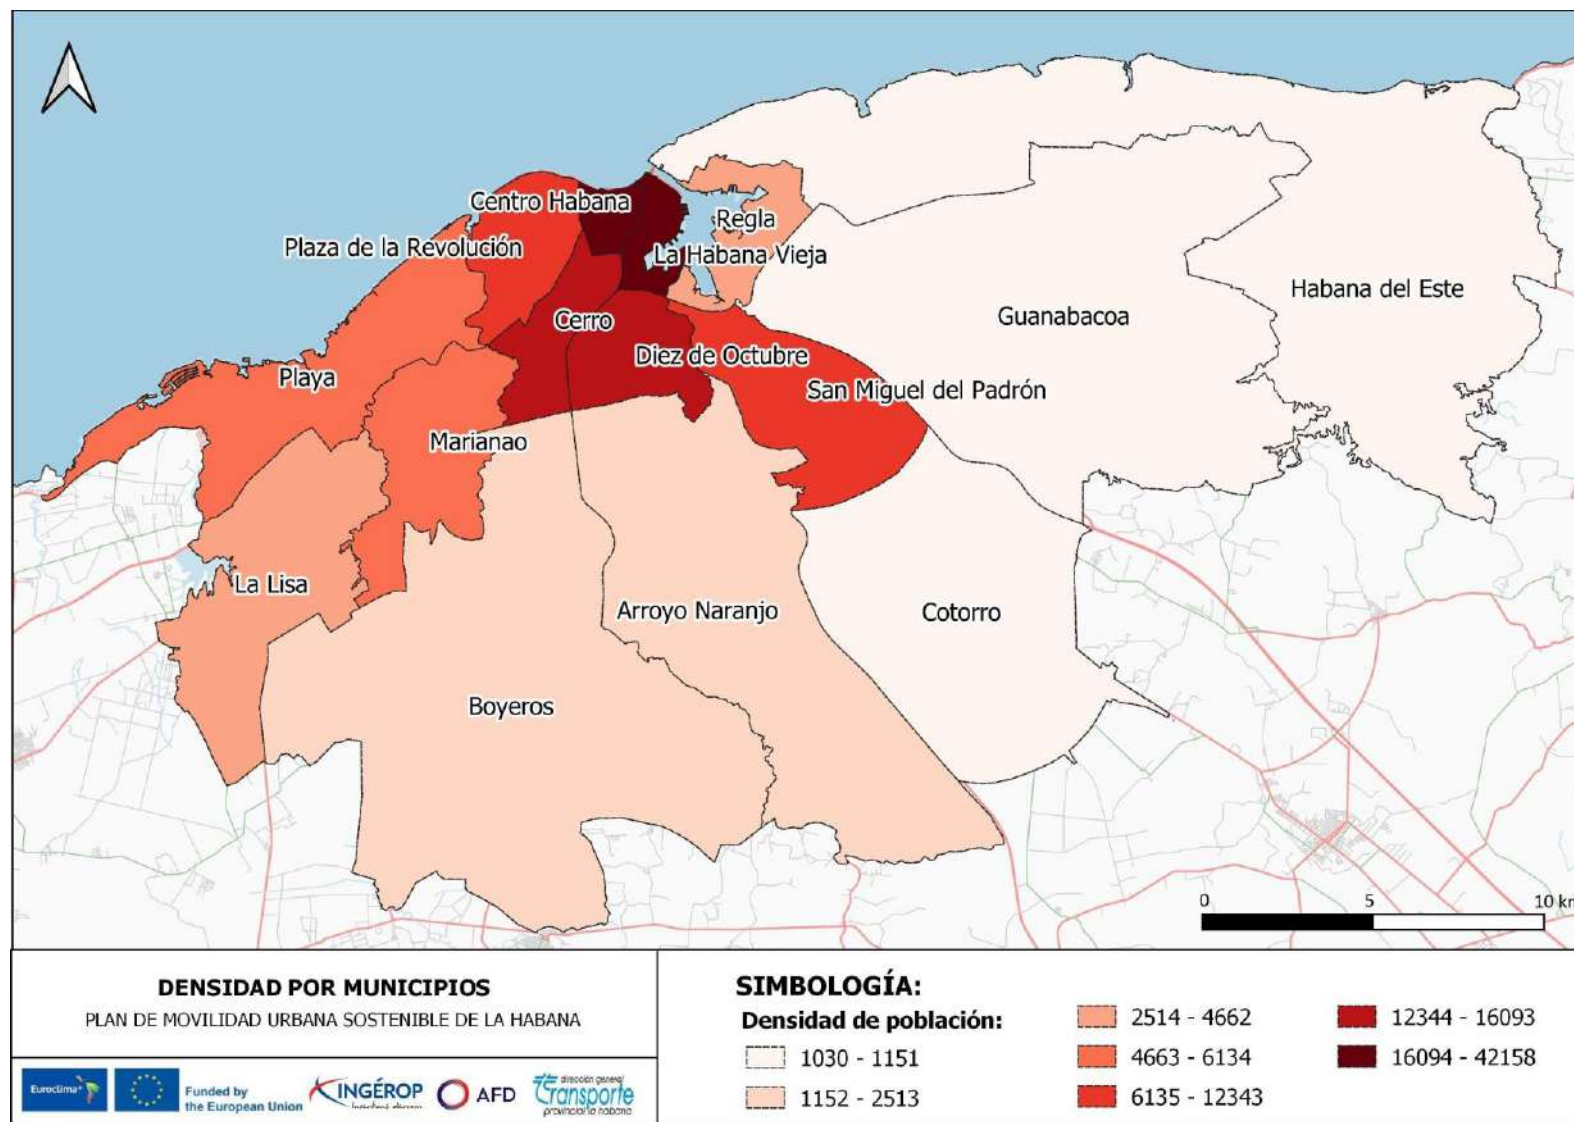 Centro Habana
Regla
Plaza de la Revolución
La Habana Vieja
Habana del Este
Guanabacoa
Cerro
Diez de Octubre
Playa
San Miguel del Padrón
Marianao
La Lisa
Arroyo Naranjo
Cotorro
Boyeros
0 5 10 km
DENSIDAD POR MUNICIPIOS
PLAN DE MOVILIDAD URBANA SOSTENIBLE DE LA HABANA
SIMBOLOGÍA:
Densidad de población:
1030 - 1151
1152 - 2513
2514 - 4662
4663 - 6134
6135 - 12343
12344 - 16093
16094 - 42158
Euroclima+
Funded by
the European Union
INGÉROP
AFD
dirección general
transporte
provincial la habana